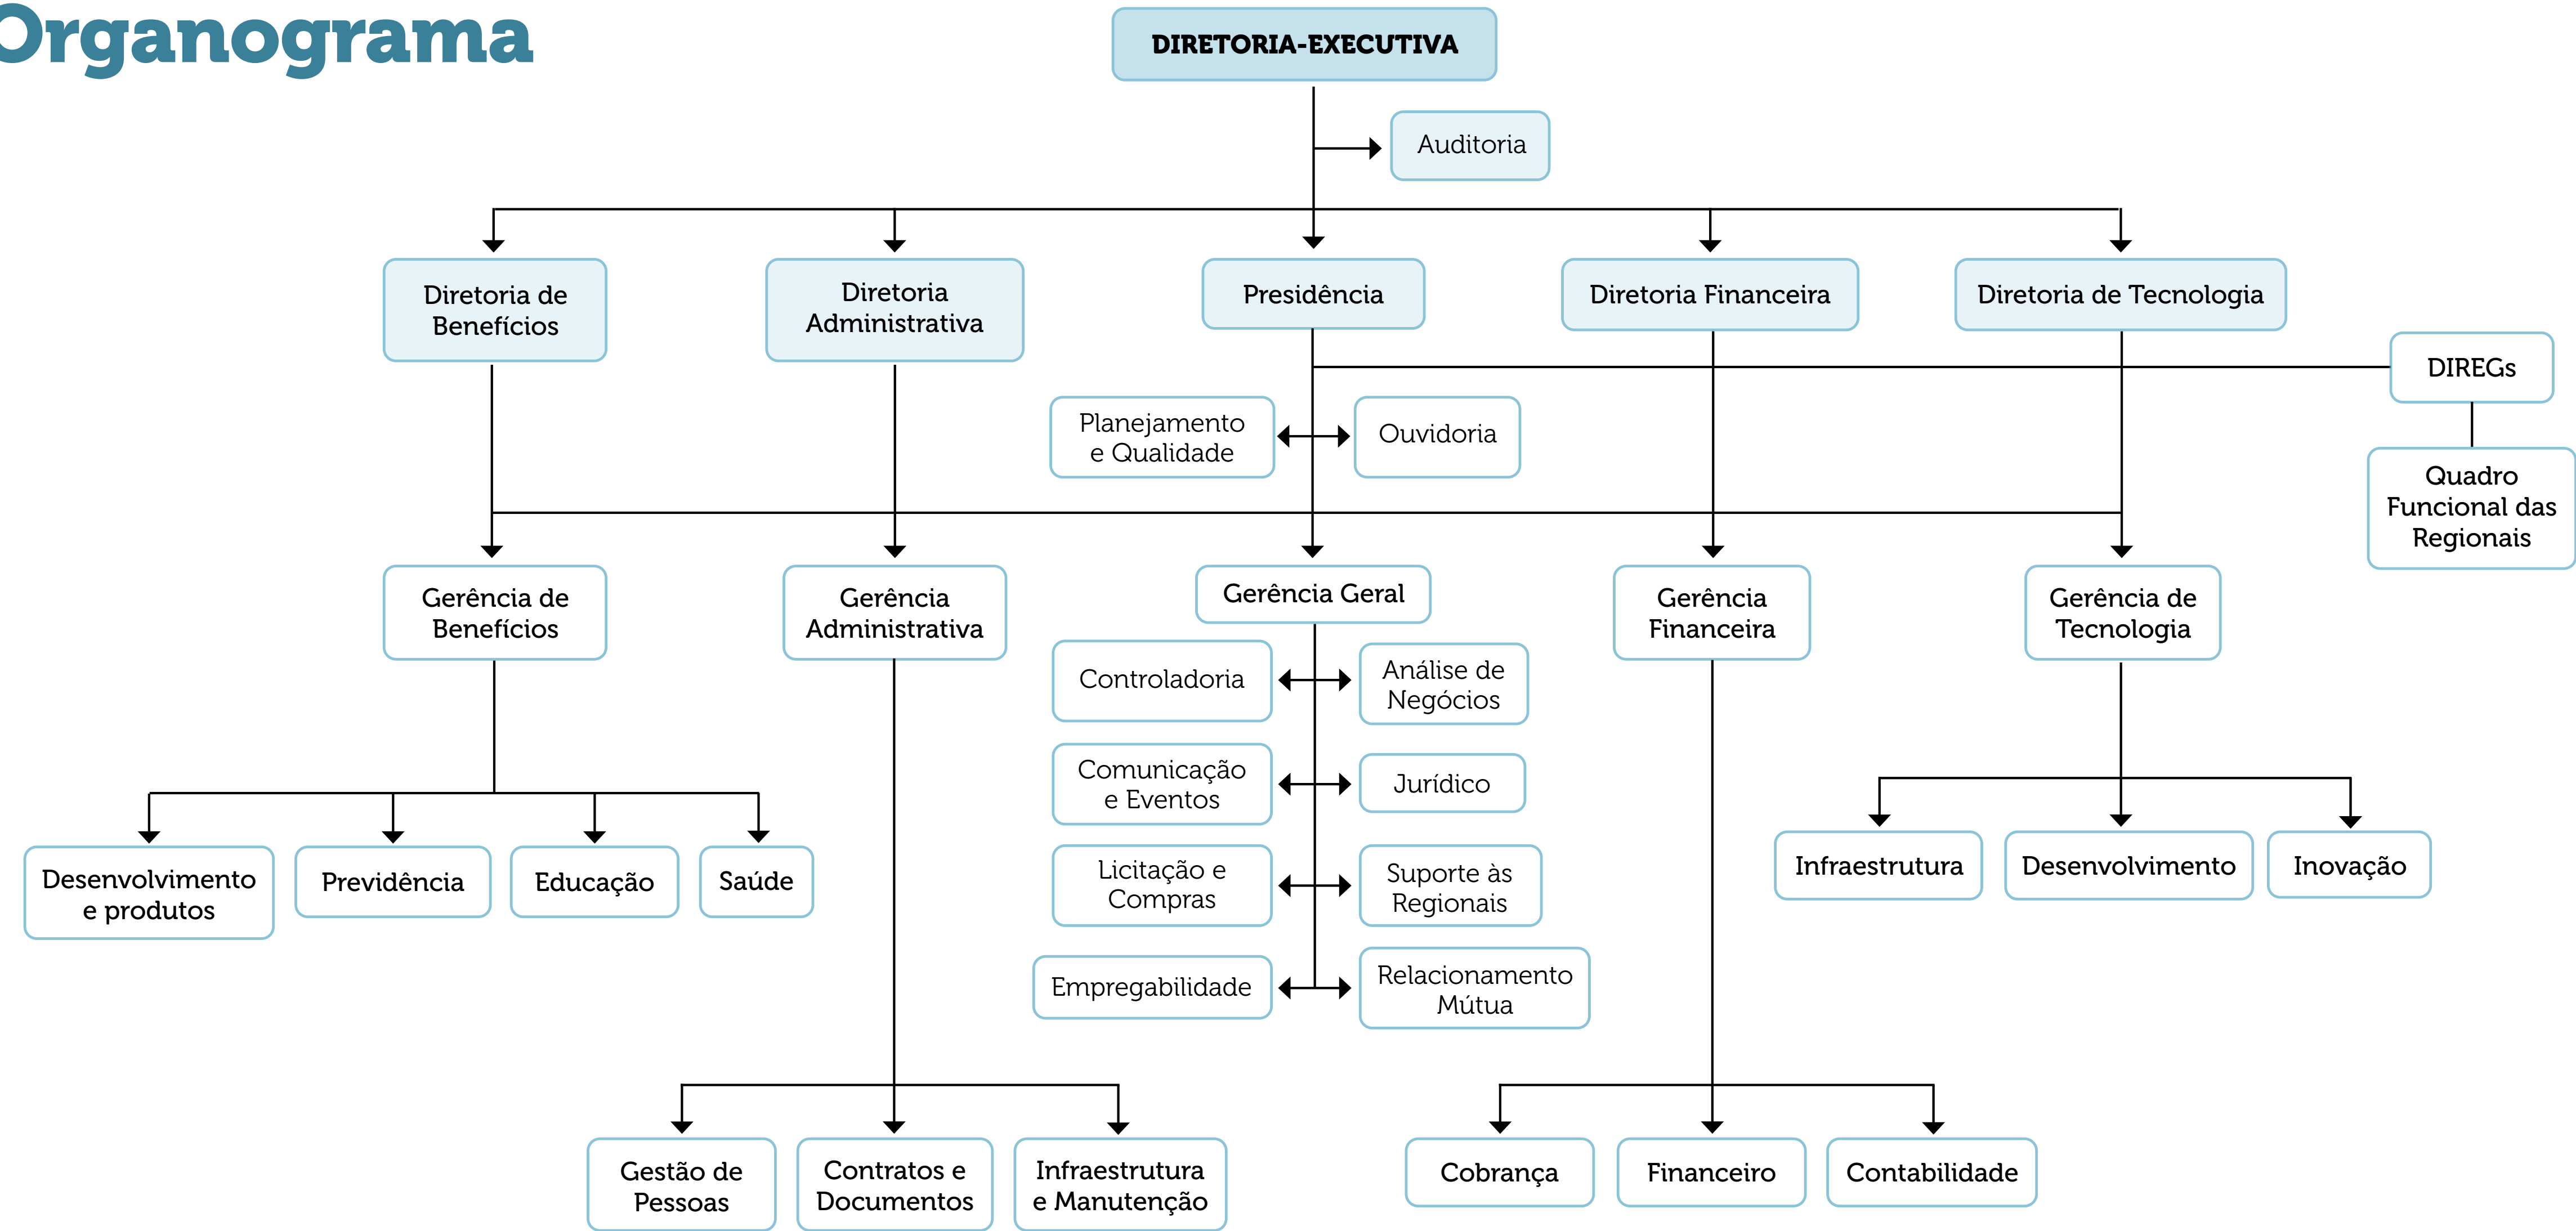 Organograma
DIRETORIA-EXECUTIVA
Auditoria
Diretoria de
Benefícios
Diretoria
Administrativa
Presidência
Diretoria Financeira
Diretoria de Tecnologia
DIREGs
Planejamento
e Qualidade
Ouvidoria
Quadro
Funcional das
Regionais
Gerência de
Benefícios
Gerência
Administrativa
Gerência Geral
Gerência
Financeira
Gerência de
Tecnologia
Controladoria
Análise de
Negócios
Comunicação
e Eventos
Jurídico
Licitação e
Compras
Suporte às
Regionais
Empregabilidade
Relacionamento
Mútua
Desenvolvimento
e produtos
Previdência
Educação
Saúde
Infraestrutura
Desenvolvimento
Inovação
Gestão de
Pessoas
Contratos e
Documentos
Infraestrutura
e Manutenção
Cobrança
Financeiro
Contabilidade